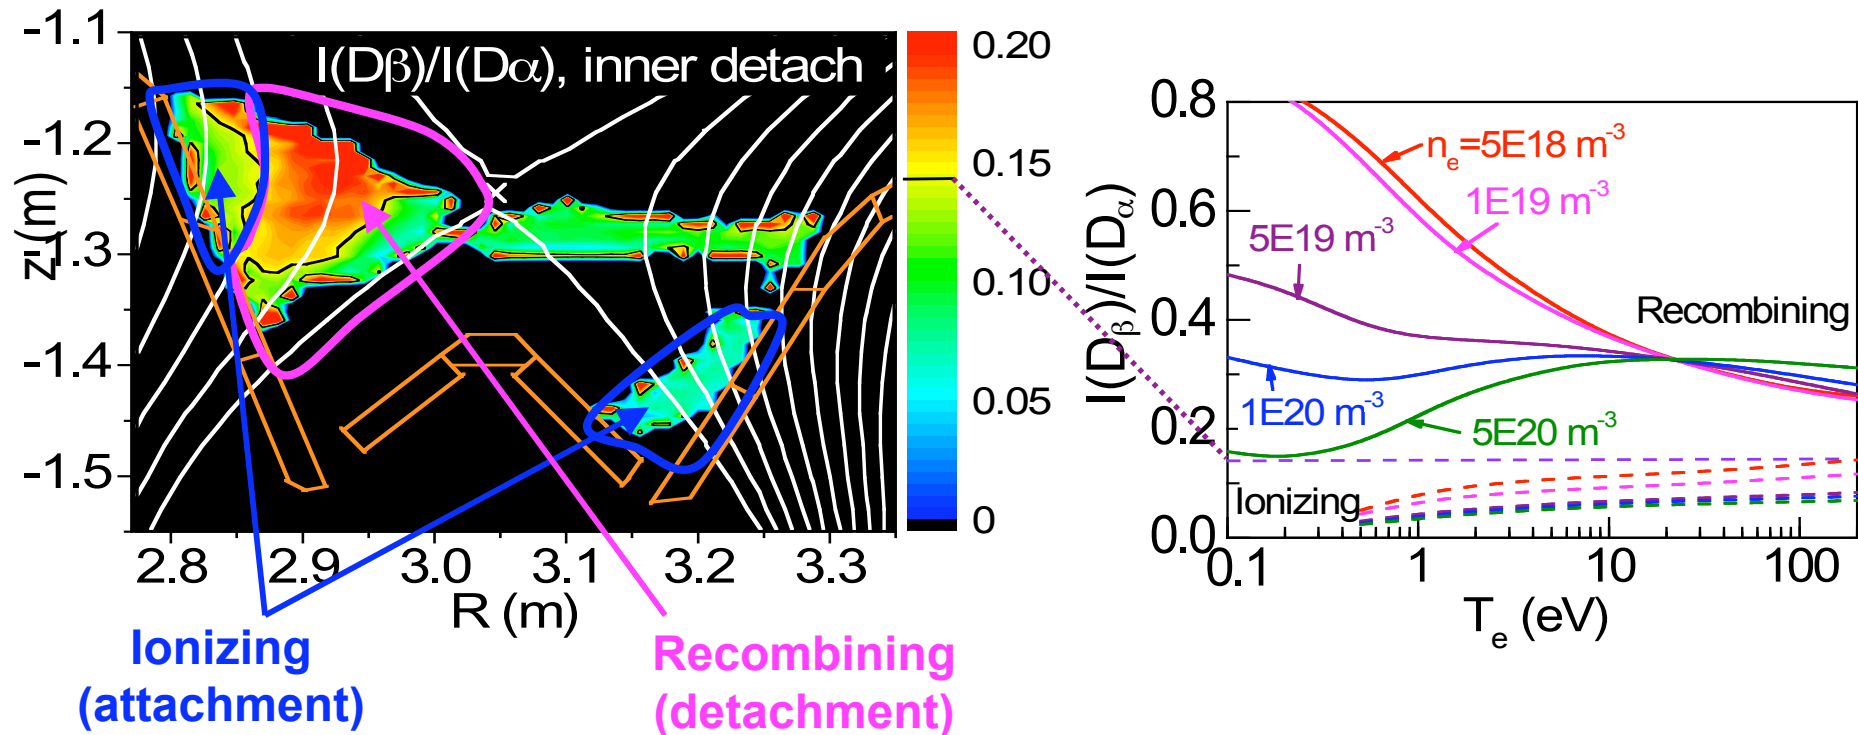 I(Dβ)/I(Dα), inner detach
-1.1
-1.2
-1.3
-1.4
-1.5
z (m)
2.8
2.9
3.0
3.1
3.2
3.3
R (m)
0.20
0.15
0.10
0.05
0
Ionizing
(attachment)
Recombining
(detachment)
I(Dβ)/I(Dα)
0.8
0.6
0.4
0.2
0.0
nₑ=5E18 m⁻³
1E19 m⁻³
5E19 m⁻³
1E20 m⁻³
5E20 m⁻³
Recombining
Ionizing
0.1
1
10
100
Tₑ (eV)